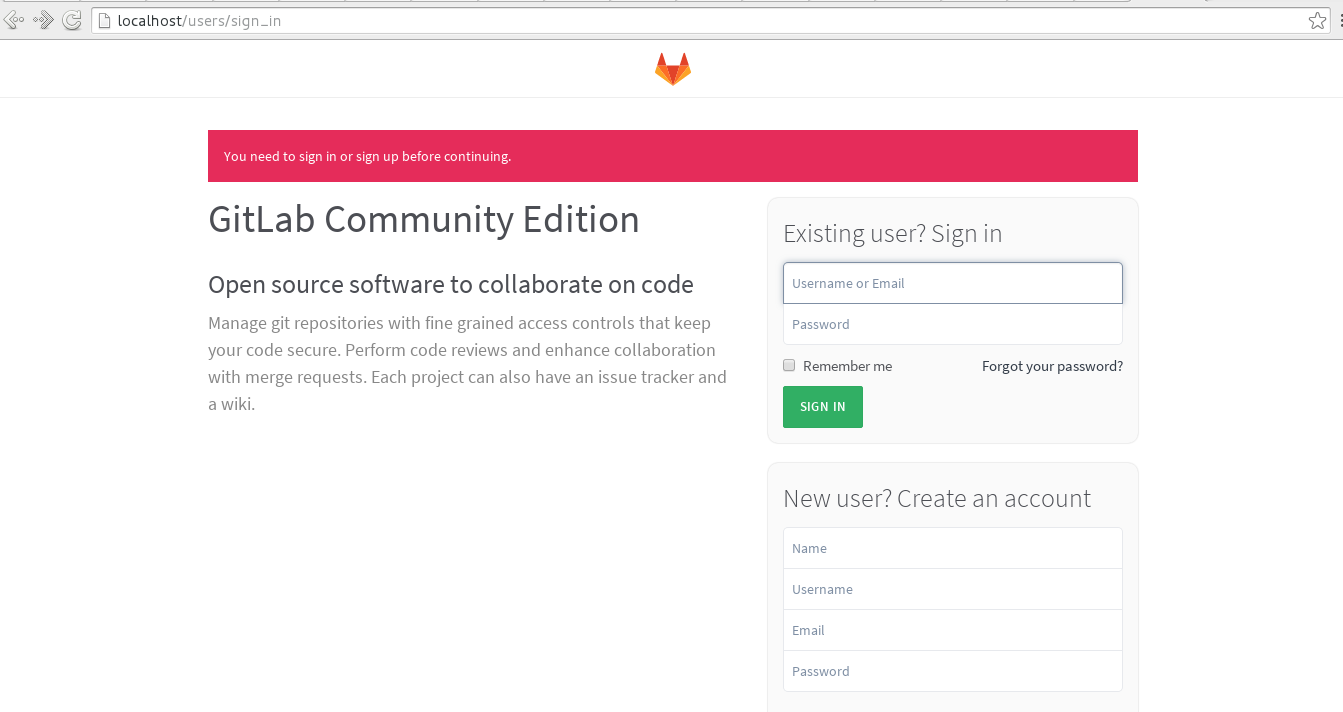 localhost/users/sign_in
You need to sign in or sign up before continuing.
GitLab Community Edition
Open source software to collaborate on code
Manage git repositories with fine grained access controls that keep
your code secure. Perform code reviews and enhance collaboration
with merge requests. Each project can also have an issue tracker and
a wiki.
Existing user? Sign in
Username or Email
Password
Remember me
Forgot your password?
SIGN IN
New user? Create an account
Name
Username
Email
Password